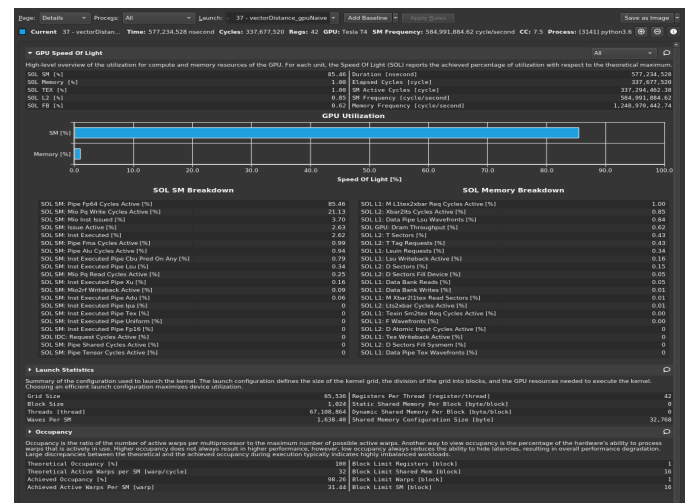 Page: Details Process: All Launch: 37 - vectorDistance_gpuNaive Add Baseline Apply Rules Save as Image
Current 37 - vectorDistan... Time: 577,234,528 nsecond Cycles: 337,677,520 Regs: 42 GPU: Tesla T4 SM Frequency: 584,991,884.62 cycle/second CC: 7.5 Process: [3141] python3.6
GPU Speed Of Light All
High-level overview of the utilization for compute and memory resources of the GPU. For each unit, the Speed Of Light (SOL) reports the achieved percentage of utilization with respect to the theoretical maximum.
SOL SM [%] 85.46 Duration [nsecond] 577,234,528
SOL Memory [%] 1.00 Elapsed Cycles [cycle] 337,677,520
SOL TEX [%] 1.00 SM Active Cycles [cycle] 337,294,462.38
SOL L2 [%] 0.85 SM Frequency [cycle/second] 584,991,884.62
SOL FB [%] 0.62 Memory Frequency [cycle/second] 1,248,970,442.74
GPU Utilization
SM [%]
Memory [%]
0.0 10.0 20.0 30.0 40.0 50.0 60.0 70.0 80.0 90.0 100.0
Speed Of Light [%]
SOL SM Breakdown SOL Memory Breakdown
SOL SM: Pipe Fp64 Cycles Active [%] 85.46 SOL L1: M L1tex2xbar Req Cycles Active [%] 1.00
SOL SM: Mio Pq Write Cycles Active [%] 21.13 SOL L2: Xbar2lts Cycles Active [%] 0.85
SOL SM: Mio Inst Issued [%] 3.70 SOL L1: Data Pipe Lsu Wavefronts [%] 0.84
SOL SM: Issue Active [%] 2.63 SOL GPU: Dram Throughput [%] 0.62
SOL SM: Inst Executed [%] 2.62 SOL L2: T Sectors [%] 0.43
SOL SM: Pipe Fma Cycles Active [%] 0.99 SOL L2: T Tag Requests [%] 0.43
SOL SM: Pipe Alu Cycles Active [%] 0.94 SOL L1: Lsuin Requests [%] 0.34
SOL SM: Inst Executed Pipe Cbu Pred On Any [%] 0.79 SOL L1: Lsu Writeback Active [%] 0.16
SOL SM: Inst Executed Pipe Lsu [%] 0.34 SOL L2: D Sectors [%] 0.15
SOL SM: Mio Pq Read Cycles Active [%] 0.25 SOL L2: D Sectors Fill Device [%] 0.05
SOL SM: Inst Executed Pipe Xu [%] 0.16 SOL L1: Data Bank Reads [%] 0.05
SOL SM: Mio2rf Writeback Active [%] 0.09 SOL L1: Data Bank Writes [%] 0.01
SOL SM: Inst Executed Pipe Adu [%] 0.06 SOL L1: M Xbar2l1tex Read Sectors [%] 0.01
SOL SM: Inst Executed Pipe Ipa [%] 0 SOL L2: Lts2xbar Cycles Active [%] 0.01
SOL SM: Inst Executed Pipe Tex [%] 0 SOL L1: Texin Sm2tex Req Cycles Active [%] 0.00
SOL SM: Inst Executed Pipe Uniform [%] 0 SOL L1: F Wavefronts [%] 0.00
SOL SM: Inst Executed Pipe Fp16 [%] 0 SOL L2: D Atomic Input Cycles Active [%] 0
SOL IDC: Request Cycles Active [%] 0 SOL L1: Tex Writeback Active [%] 0
SOL SM: Pipe Shared Cycles Active [%] 0 SOL L2: D Sectors Fill Sysmem [%] 0
SOL SM: Pipe Tensor Cycles Active [%] 0 SOL L1: Data Pipe Tex Wavefronts [%] 0
Launch Statistics
Summary of the configuration used to launch the kernel. The launch configuration defines the size of the kernel grid, the division of the grid into blocks, and the GPU resources needed to execute the kernel.
Choosing an efficient launch configuration maximizes device utilization.
Grid Size 65,536 Registers Per Thread [register/thread] 42
Block Size 1,024 Static Shared Memory Per Block [byte/block] 0
Threads [thread] 67,108,864 Dynamic Shared Memory Per Block [byte/block] 0
Waves Per SM 1,638.40 Shared Memory Configuration Size [byte] 32,768
Occupancy
Occupancy is the ratio of the number of active warps per multiprocessor to the maximum number of possible active warps. Another way to view occupancy is the percentage of the hardware's ability to process
warps that is actively in use. Higher occupancy does not always result in higher performance, however, low occupancy always reduces the ability to hide latencies, resulting in overall performance degradation.
Large discrepancies between the theoretical and the achieved occupancy during execution typically indicates highly imbalanced workloads.
Theoretical Occupancy [%] 100 Block Limit Registers [block] 1
Theoretical Active Warps per SM [warp/cycle] 32 Block Limit Shared Mem [block] 16
Achieved Occupancy [%] 98.26 Block Limit Warps [block] 1
Achieved Active Warps Per SM [warp] 31.44 Block Limit SM [block] 16